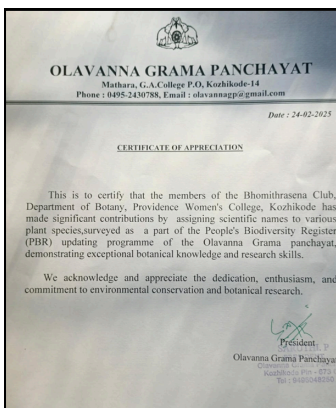 OLAVANNA GRAMA PANCHAYAT
Mathara, G.A.College P.O, Kozhikode-14
Phone : 0495-2430788, Email : olavannagp@gmail.com
Date : 24-02-2025
CERTIFICATE OF APPRECIATION
This is to certify that the members of the Bhomithrasena Club,
Department of Botany, Providence Women's College, Kozhikode has
made significant contributions by assigning scientific names to various
plant species,surveyed as a part of the People's Biodiversity Register
(PBR) updating programme of the Olavanna Grama panchayat,
demonstrating exceptional botanical knowledge and research skills.
We acknowledge and appreciate the dedication, enthusiasm, and
commitment to environmental conservation and botanical research.
President
Olavanna Grama Panchayat
Kozhikode Pin - 673